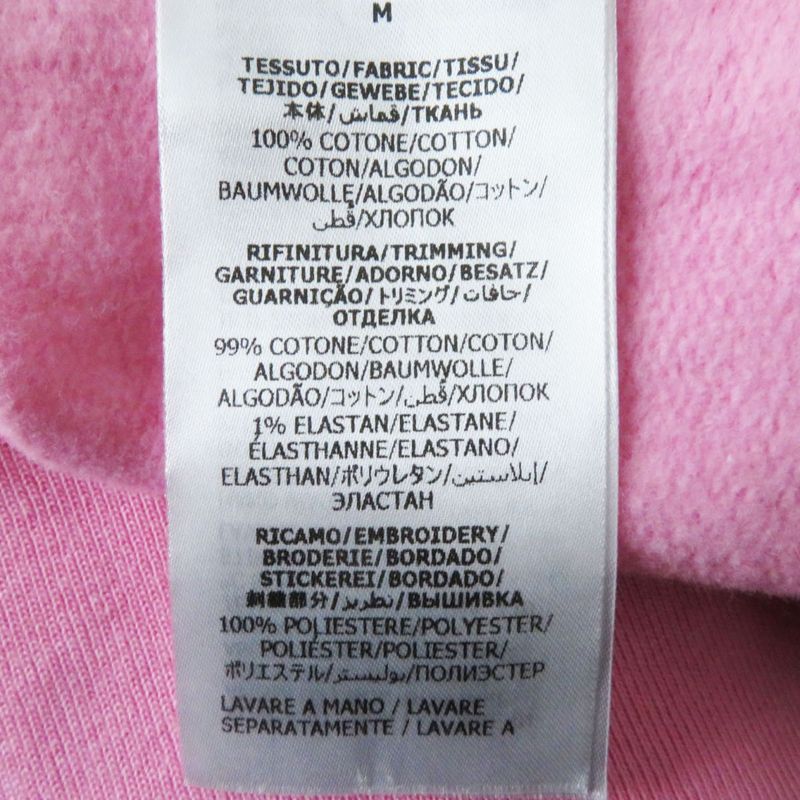 M
TESSUTO/FABRIC/TISSU/
TEJIDO/GEWEBE/TECIDO/
本体/قماش/ТКАНЬ
100% COTONE/COTTON/
COTON/ALGODON/
BAUMWOLLE/ALGODÃO/コットン/
قطن/ХЛОПОК
RIFINITURA/TRIMMING/
GARNITURE/ADORNO/BESATZ/
GUARNIÇÃO/トリミング/حافات/
ОТДЕЛКА
99% COTONE/COTTON/COTON/
ALGODON/BAUMWOLLE/
ALGODÃO/コットン/قطن/ХЛОПОК
1% ELASTAN/ELASTANE/
ÉLASTHANNE/ELASTANO/
ELASTHAN/ポリウレタン/إيلاستين/
ЭЛАСТАН
RICAMO/EMBROIDERY/
BRODERIE/BORDADO/
STICKEREI/BORDADO/
刺繍部分/تطريز/ВЫШИВКА
100% POLIESTERE/POLYESTER/
POLIÉSTER/POLIESTER/
ポリエステル/بوليستر/ПОЛИЭСТЕР
LAVARE A MANO / LAVARE
SEPARATAMENTE / LAVARE A